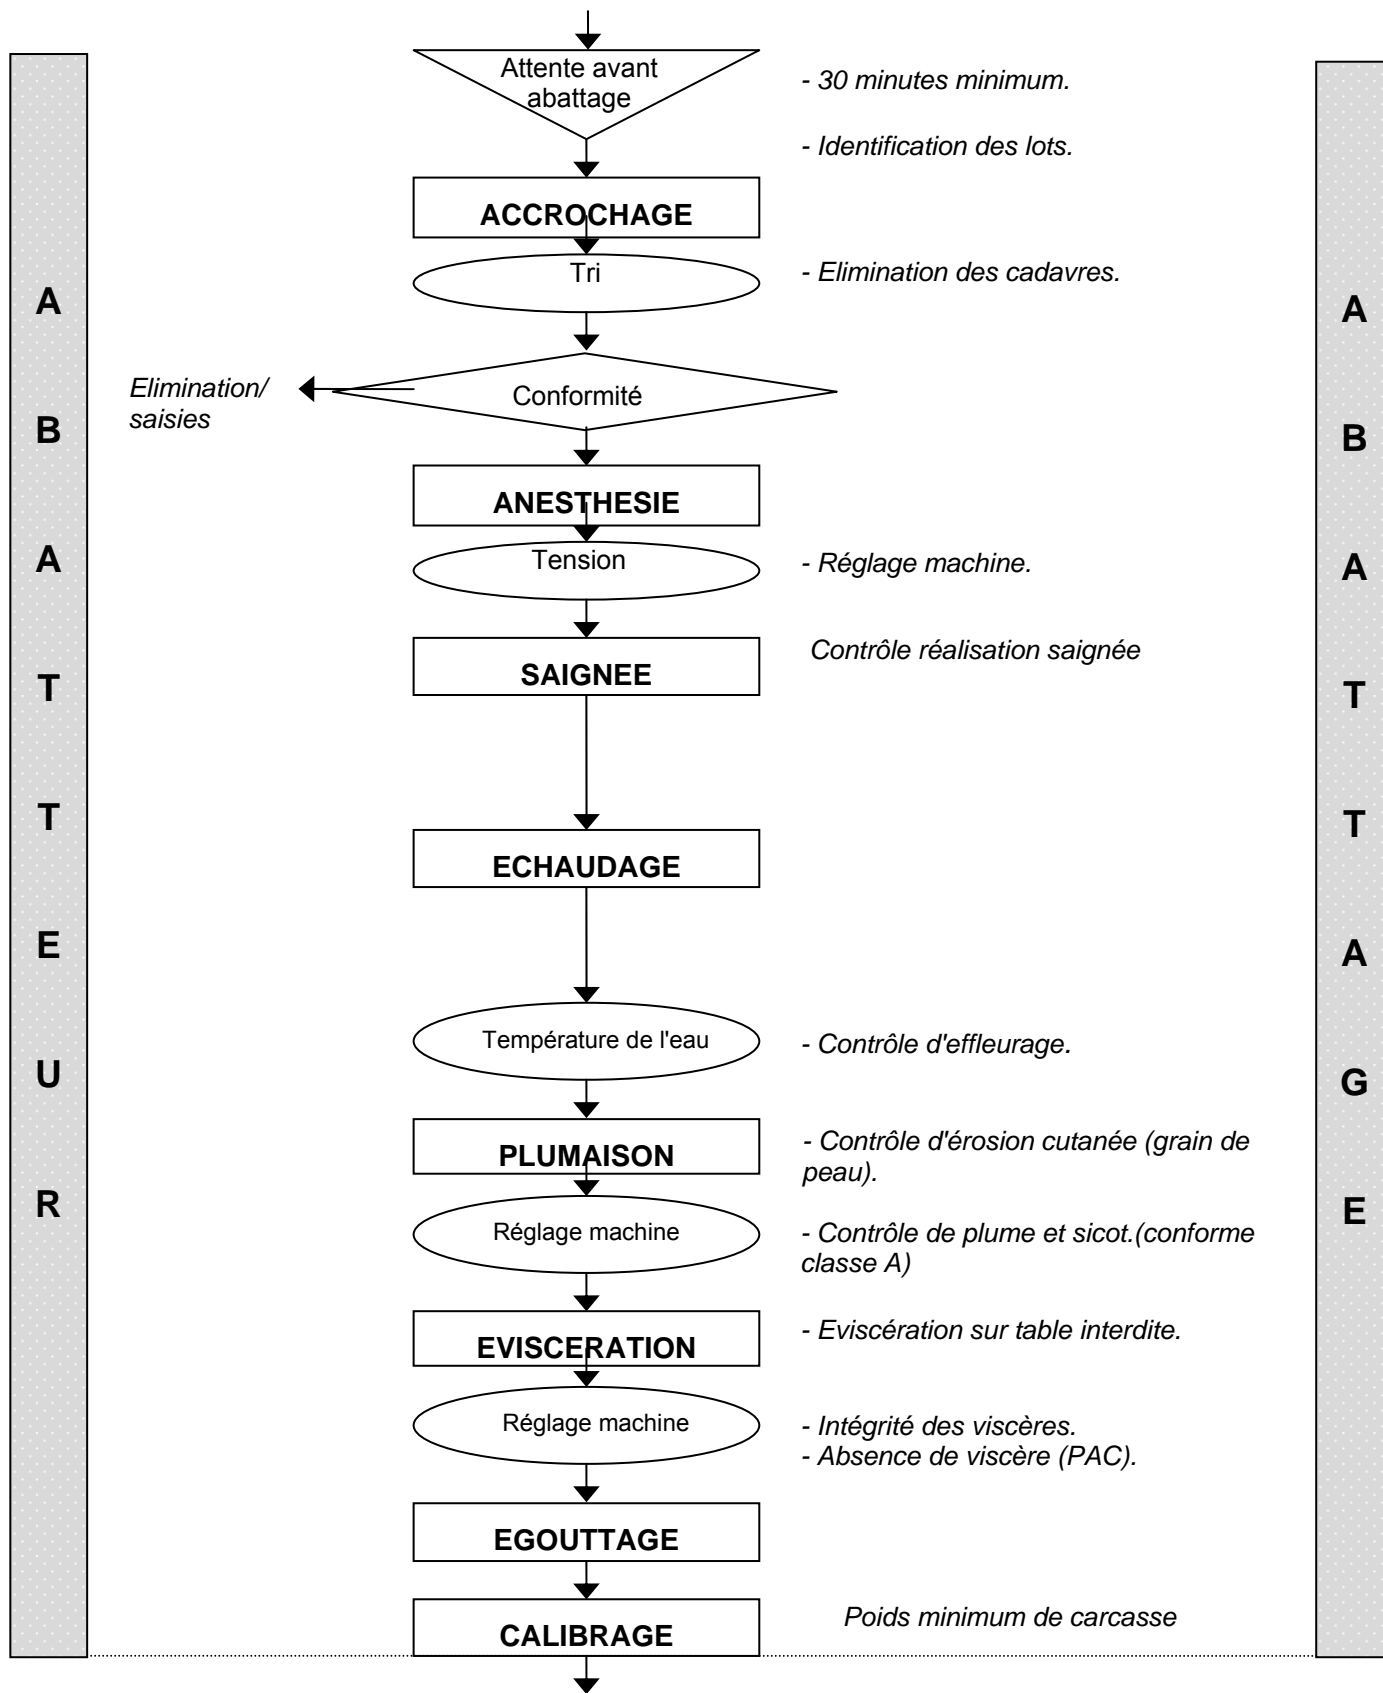 Attente avant
abattage
- 30 minutes minimum.
- Identification des lots.
ACCROCHAGE
Tri
- Elimination des cadavres.
Elimination/
saisies
Conformité
ANESTHESIE
Tension
- Réglage machine.
SAIGNEE
Contrôle réalisation saignée
ECHAUDAGE
Température de l'eau
- Contrôle d'effleurage.
PLUMAISON
- Contrôle d'érosion cutanée (grain de
peau).
Réglage machine
- Contrôle de plume et sicot.(conforme
classe A)
EVISCERATION
- Eviscération sur table interdite.
Réglage machine
- Intégrité des viscères.
- Absence de viscère (PAC).
EGOUTTAGE
CALIBRAGE
Poids minimum de carcasse
A
B
A
T
T
E
U
R
A
B
A
T
T
A
G
E